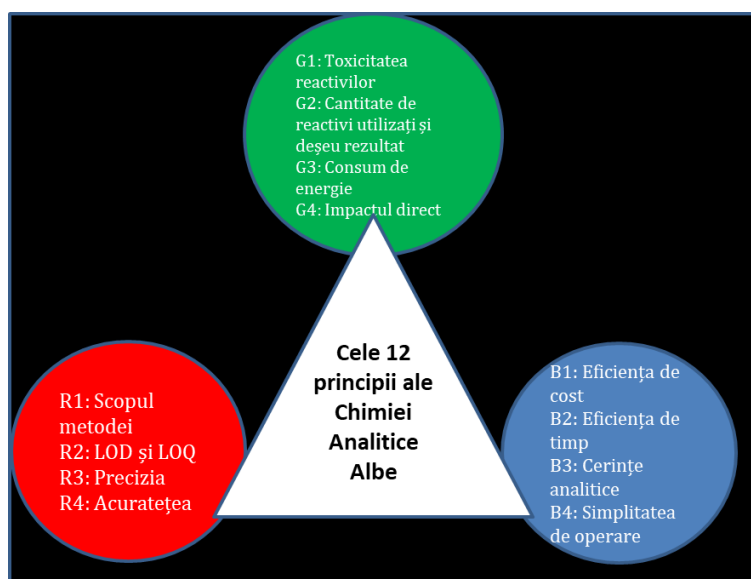 G1: Toxicitatea
reactivilor
G2: Cantitate de
reactivi utilizați și
deșeu rezultat
G3: Consum de
energie
G4: Impactul direct
Cele 12
principii ale
Chimiei
Analitice
Albe
R1: Scopul
metodei
R2: LOD și LOQ
R3: Precizia
R4: Acuratețea
B1: Eficiența de
cost
B2: Eficiența de
timp
B3: Cerințe
analitice
B4: Simplitatea
de operare